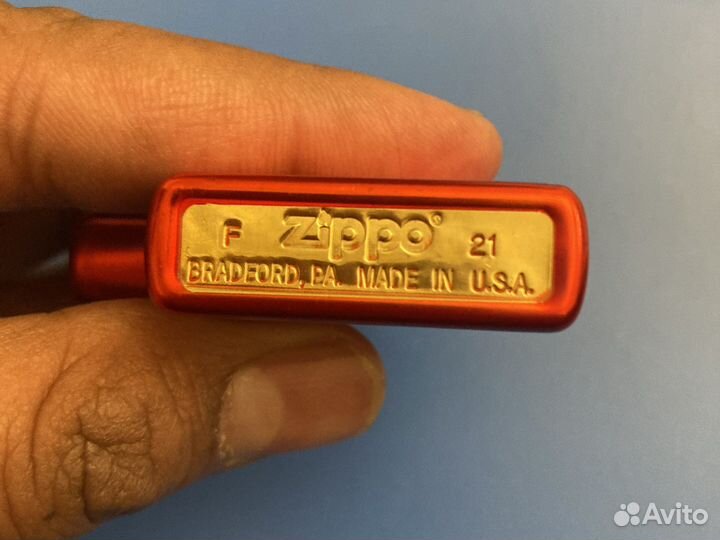 F Zippo® 21
BRADFORD, PA. MADE IN U.S.A.
Avito